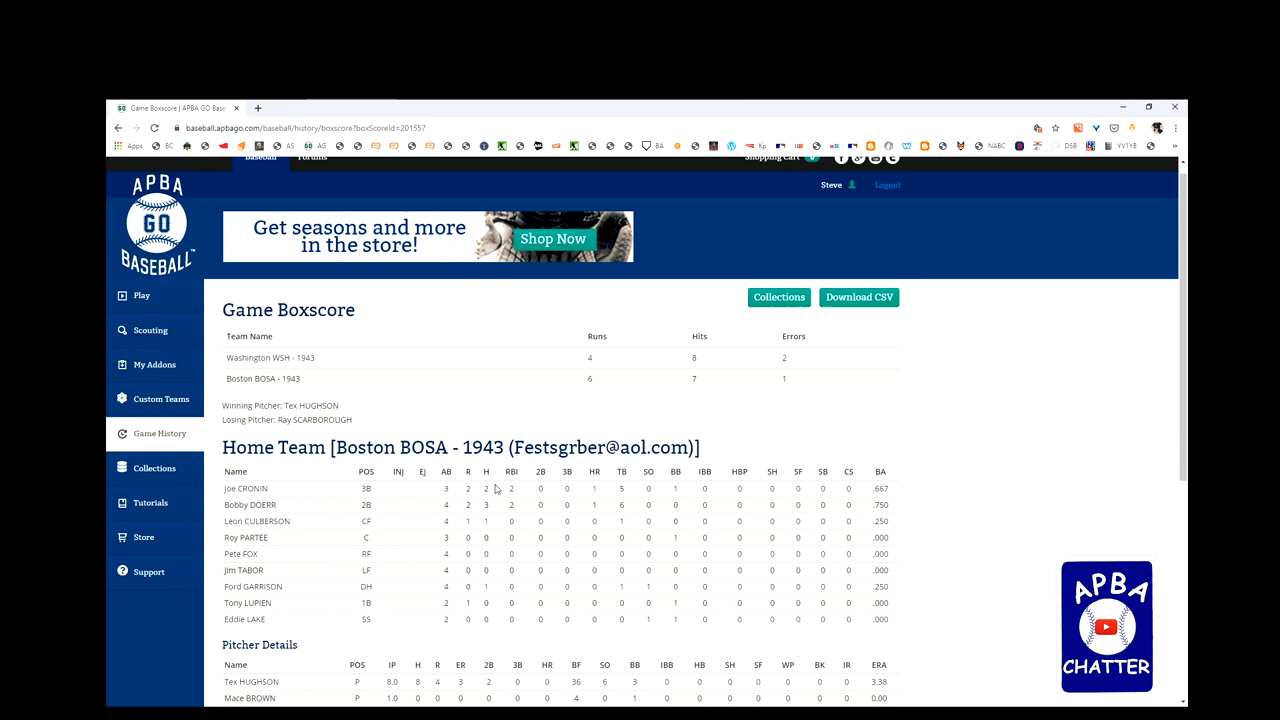 GO Game Boxscore | APBA GO Base
baseball.apbago.com/baseball/history/boxscore?boxScoreId=201557
Apps BC AS AG BA Kp NABC DSB YV1YB »
Baseball Forums Shopping Cart
Steve Logout
APBA
GO
BASEBALL™
Get seasons and more
in the store!
Shop Now
Play
Scouting
My Addons
Custom Teams
Game History
Collections
Tutorials
Store
Support
Collections Download CSV
Game Boxscore
Team Name Runs Hits Errors
Washington WSH - 1943 4 8 2
Boston BOSA - 1943 6 7 1
Winning Pitcher: Tex HUGHSON
Losing Pitcher: Ray SCARBOROUGH
Home Team [Boston BOSA - 1943 (Festsgrber@aol.com)]
Name POS INJ EJ AB R H RBI 2B 3B HR TB SO BB IBB HBP SH SF SB CS BA
Joe CRONIN 3B 3 2 2 2 0 0 1 5 0 1 0 0 0 0 0 0 .667
Bobby DOERR 2B 4 2 3 2 0 0 1 6 0 0 0 0 0 0 0 0 .750
Leon CULBERSON CF 4 1 1 0 0 0 0 1 0 0 0 0 0 0 0 0 .250
Roy PARTEE C 3 0 0 0 0 0 0 0 0 1 0 0 0 0 0 0 .000
Pete FOX RF 4 0 0 0 0 0 0 0 0 0 0 0 0 0 0 0 .000
Jim TABOR LF 4 0 0 0 0 0 0 0 0 0 0 0 0 0 0 0 .000
Ford GARRISON DH 4 0 1 0 0 0 0 1 1 0 0 0 0 0 0 0 .250
Tony LUPIEN 1B 2 1 0 0 0 0 0 0 0 1 0 0 0 0 0 0 .000
Eddie LAKE SS 2 0 0 0 0 0 0 0 1 1 0 0 0 0 0 0 .000
Pitcher Details
Name POS IP H R ER 2B 3B HR BF SO BB IBB HB SH SF WP BK IR ERA
Tex HUGHSON P 8.0 8 4 3 2 0 0 36 6 3 0 0 0 0 0 0 0 3.38
Mace BROWN P 1.0 0 0 0 0 0 0 4 0 1 0 0 0 0 0 0 0 0.00
APBA
CHATTER